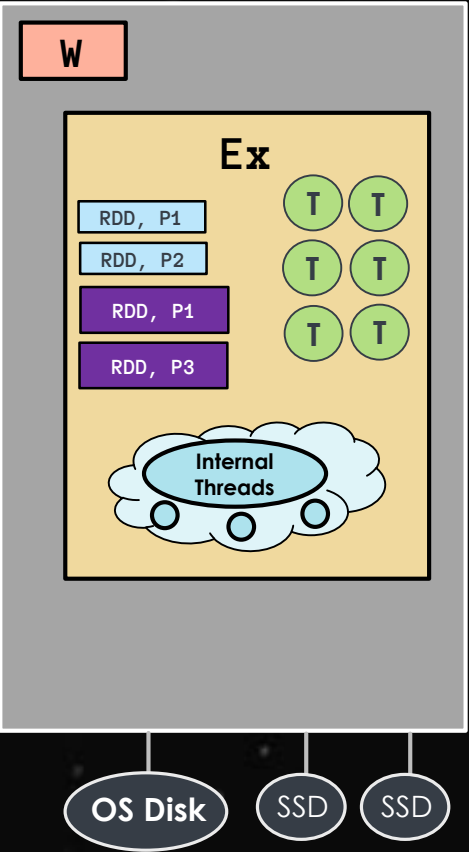 W
Ex
RDD, P1
RDD, P2
RDD, P1
RDD, P3
T T
T T
T T
Internal
Threads
OS Disk
SSD
SSD